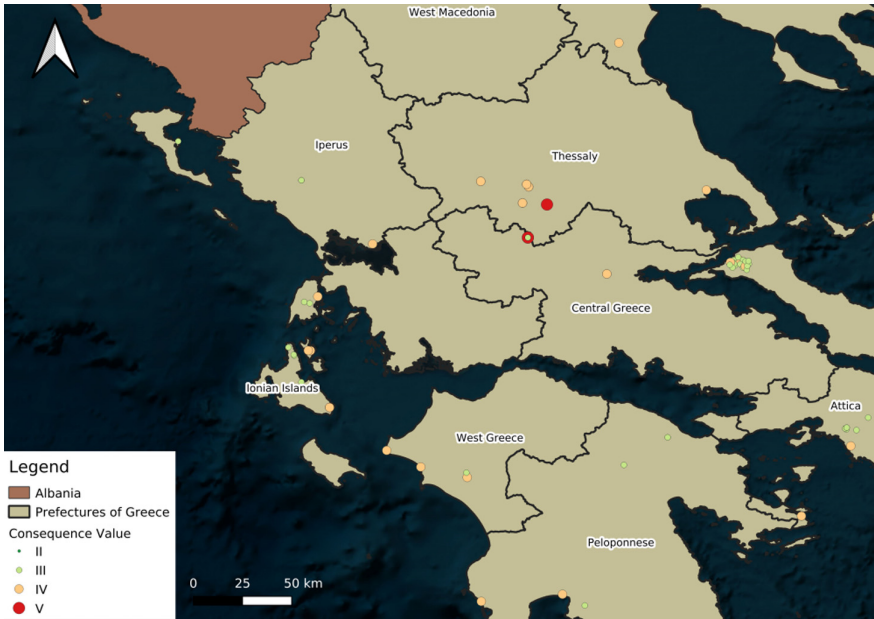 West Macedonia
Iperus
Thessaly
Central Greece
Ionian Islands
Attica
West Greece
Peloponnese
Legend
Albania
Prefectures of Greece
Consequence Value
II
III
IV
V
0 25 50 km